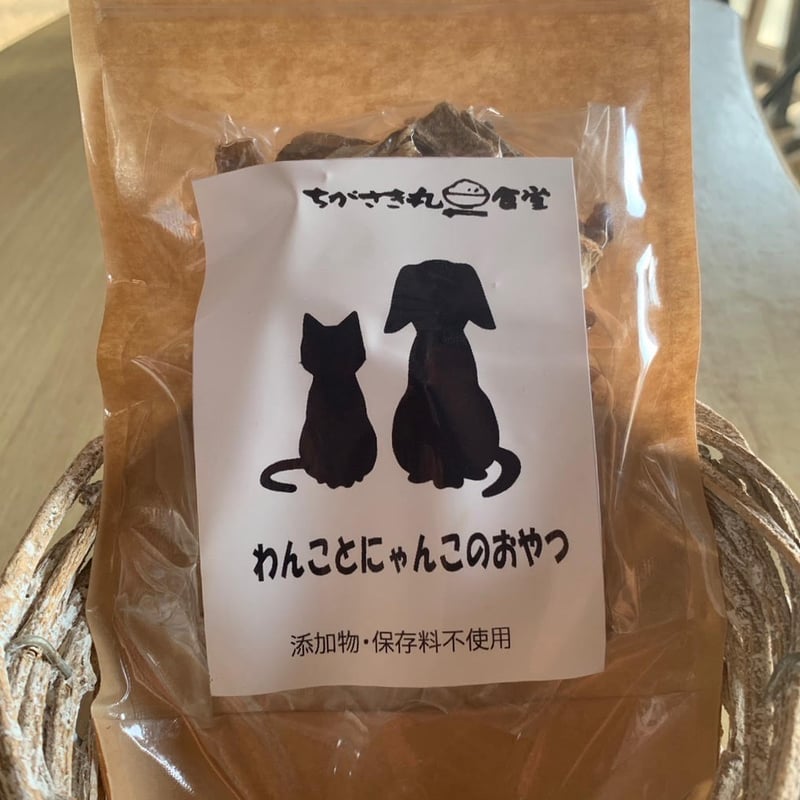 ちがさき丸食堂
わんことにゃんこのおやつ
添加物・保存料不使用